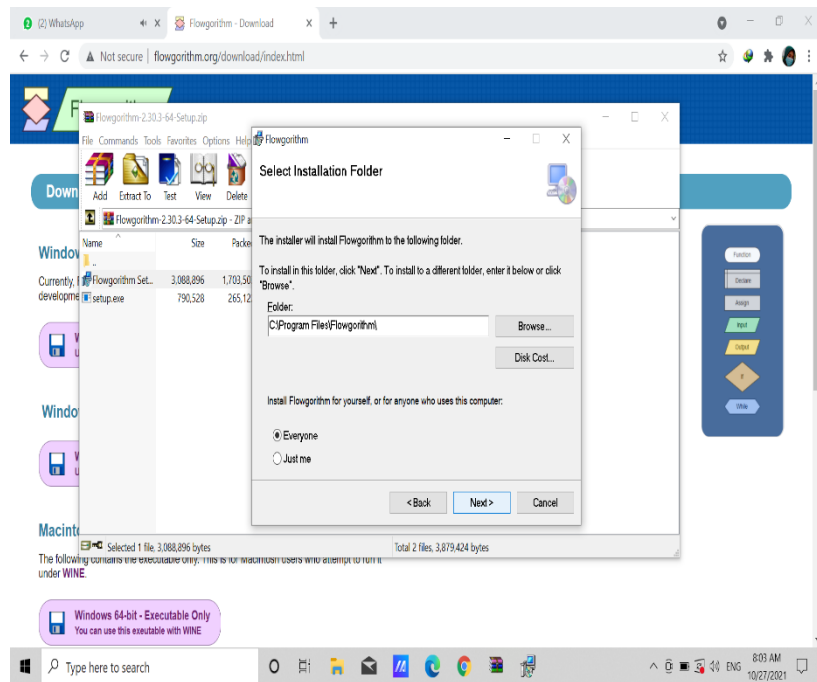 (2) WhatsApp
Flowgorithm - Download
Not secure | flowgorithm.org/download/index.html
Flowgorithm-2.30.3-64-Setup.zip
File Commands Tools Favorites Options Help
Add Extract To Test View Delete
Flowgorithm-2.30.3-64-Setup.zip - ZIP a
Name Size Packe
..
Flowgorithm Set... 3,088,896 1,703,50
setup.exe 790,528 265,12
Selected 1 file, 3,088,896 bytes
Total 2 files, 3,879,424 bytes
Flowgorithm
Select Installation Folder
The installer will install Flowgorithm to the following folder.
To install in this folder, click "Next". To install to a different folder, enter it below or click
"Browse".
Folder:
C:\Program Files\Flowgorithm\
Browse...
Disk Cost...
Install Flowgorithm for yourself, or for anyone who uses this computer:
Everyone
Just me
< Back
Next >
Cancel
Down
Window
Currently, F
developme
W
u
Window
W
u
Macint
The following contains the executable only. This is for Macintosh users who attempt to run it
under WINE.
Windows 64-bit - Executable Only
You can use this exeutable with WINE
Function
Declare
Assign
Input
Output
If
While
Type here to search
ENG
8:03 AM
10/27/2021